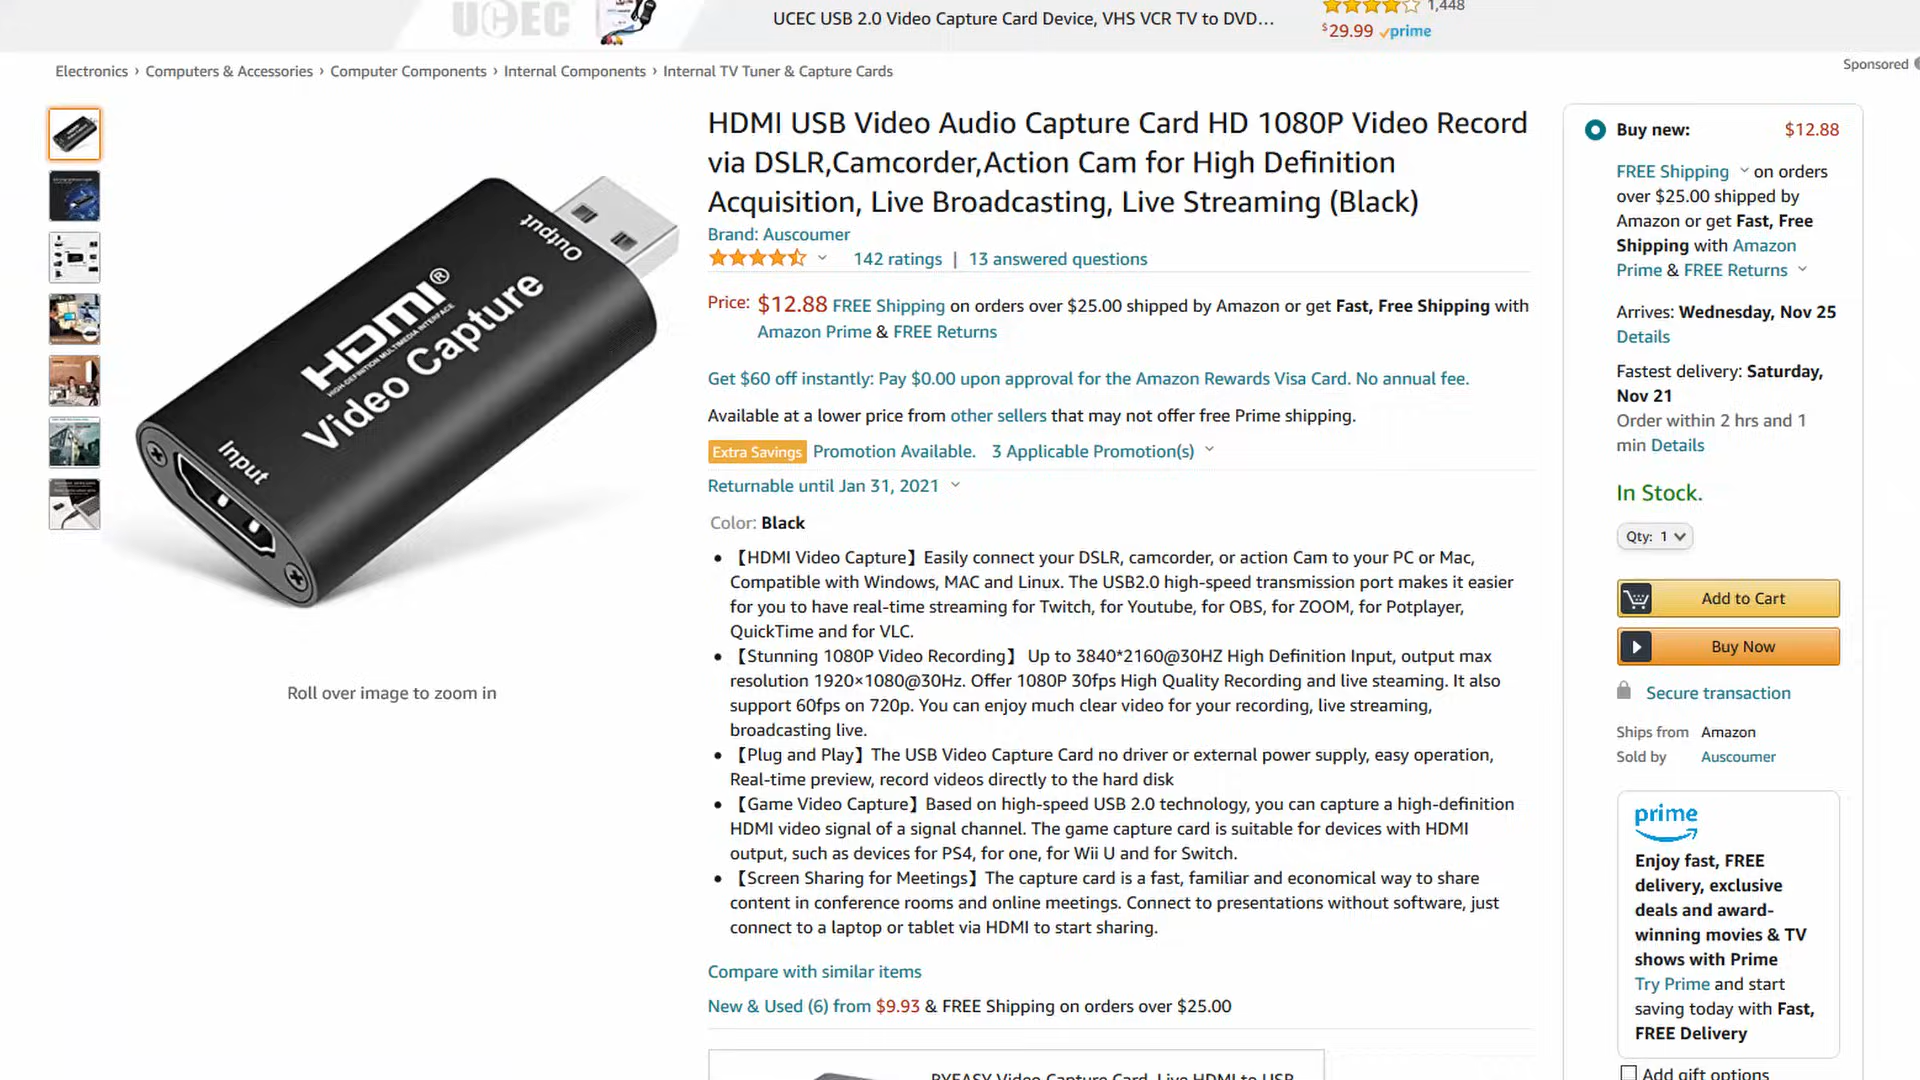 UCEC
UCEC USB 2.0 Video Capture Card Device, VHS VCR TV to DVD…
1,448
$29.99 prime
Electronics › Computers & Accessories › Computer Components › Internal Components › Internal TV Tuner & Capture Cards
Sponsored
HDMI USB Video Audio Capture Card HD 1080P Video Record
via DSLR,Camcorder,Action Cam for High Definition
Acquisition, Live Broadcasting, Live Streaming (Black)
Brand: Auscoumer
142 ratings | 13 answered questions
Price: $12.88 FREE Shipping on orders over $25.00 shipped by Amazon or get Fast, Free Shipping with
Amazon Prime & FREE Returns
Get $60 off instantly: Pay $0.00 upon approval for the Amazon Rewards Visa Card. No annual fee.
Available at a lower price from other sellers that may not offer free Prime shipping.
Extra Savings Promotion Available. 3 Applicable Promotion(s)
Returnable until Jan 31, 2021
Color: Black
• 【HDMI Video Capture】Easily connect your DSLR, camcorder, or action Cam to your PC or Mac,
Compatible with Windows, MAC and Linux. The USB2.0 high-speed transmission port makes it easier
for you to have real-time streaming for Twitch, for Youtube, for OBS, for ZOOM, for Potplayer,
QuickTime and for VLC.
• 【Stunning 1080P Video Recording】 Up to 3840*2160@30HZ High Definition Input, output max
resolution 1920×1080@30Hz. Offer 1080P 30fps High Quality Recording and live steaming. It also
support 60fps on 720p. You can enjoy much clear video for your recording, live streaming,
broadcasting live.
• 【Plug and Play】The USB Video Capture Card no driver or external power supply, easy operation,
Real-time preview, record videos directly to the hard disk
• 【Game Video Capture】Based on high-speed USB 2.0 technology, you can capture a high-definition
HDMI video signal of a signal channel. The game capture card is suitable for devices with HDMI
output, such as devices for PS4, for one, for Wii U and for Switch.
• 【Screen Sharing for Meetings】The capture card is a fast, familiar and economical way to share
content in conference rooms and online meetings. Connect to presentations without software, just
connect to a laptop or tablet via HDMI to start sharing.
Compare with similar items
New & Used (6) from $9.93 & FREE Shipping on orders over $25.00
Output
HDMI®
HIGH-DEFINITION MULTIMEDIA INTERFACE
Video Capture
Input
Roll over image to zoom in
Buy new: $12.88
FREE Shipping on orders
over $25.00 shipped by
Amazon or get Fast, Free
Shipping with Amazon
Prime & FREE Returns
Arrives: Wednesday, Nov 25
Details
Fastest delivery: Saturday,
Nov 21
Order within 2 hrs and 1
min Details
In Stock.
Qty: 1
Add to Cart
Buy Now
Secure transaction
Ships from Amazon
Sold by Auscoumer
prime
Enjoy fast, FREE
delivery, exclusive
deals and award-
winning movies & TV
shows with Prime
Try Prime and start
saving today with Fast,
FREE Delivery
Add gift options
Video Capture Card, Live HDMI to USB